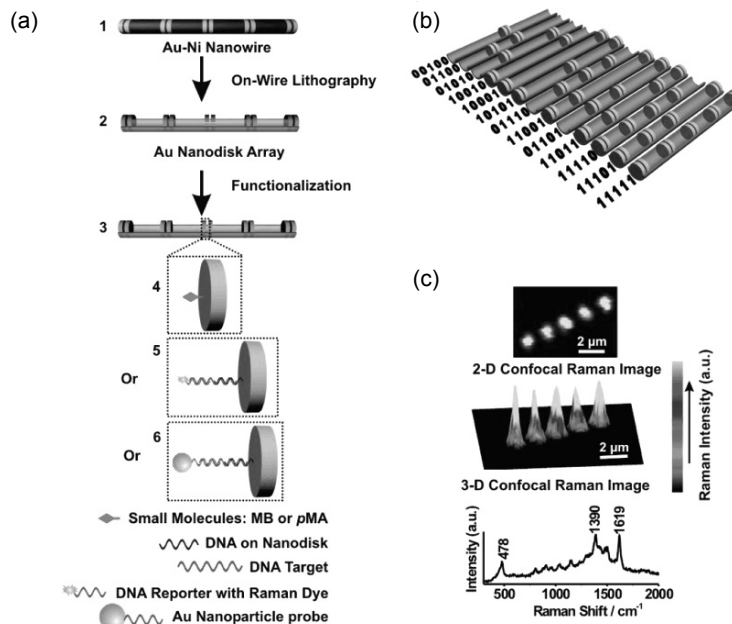 (a)
1
Au-Ni Nanowire
On-Wire Lithography
2
Au Nanodisk Array
Functionalization
3
4
5
Or
6
Or
Small Molecules: MB or pMA
DNA on Nanodisk
DNA Target
DNA Reporter with Raman Dye
Au Nanoparticle probe
(b)
00100
01100
01010
10010
10001
10101
01110
11001
01101
11011
11110
11101
11111
(c)
2 μm
2-D Confocal Raman Image
2 μm
3-D Confocal Raman Image
Raman Intensity (a.u.)
Intensity (a.u.)
478
1390
1619
500 1000 1500 2000
Raman Shift / cm-1